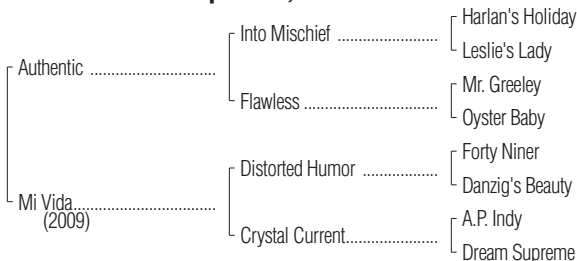 Harlan's Holiday
Into Mischief ..........................
Leslie's Lady
Authentic ................................
Mr. Greeley
Flawless ...................................
Oyster Baby
Forty Niner
Distorted Humor ...................
Danzig's Beauty
Mi Vida....................................
(2009)
A.P. Indy
Crystal Current.......................
Dream Supreme